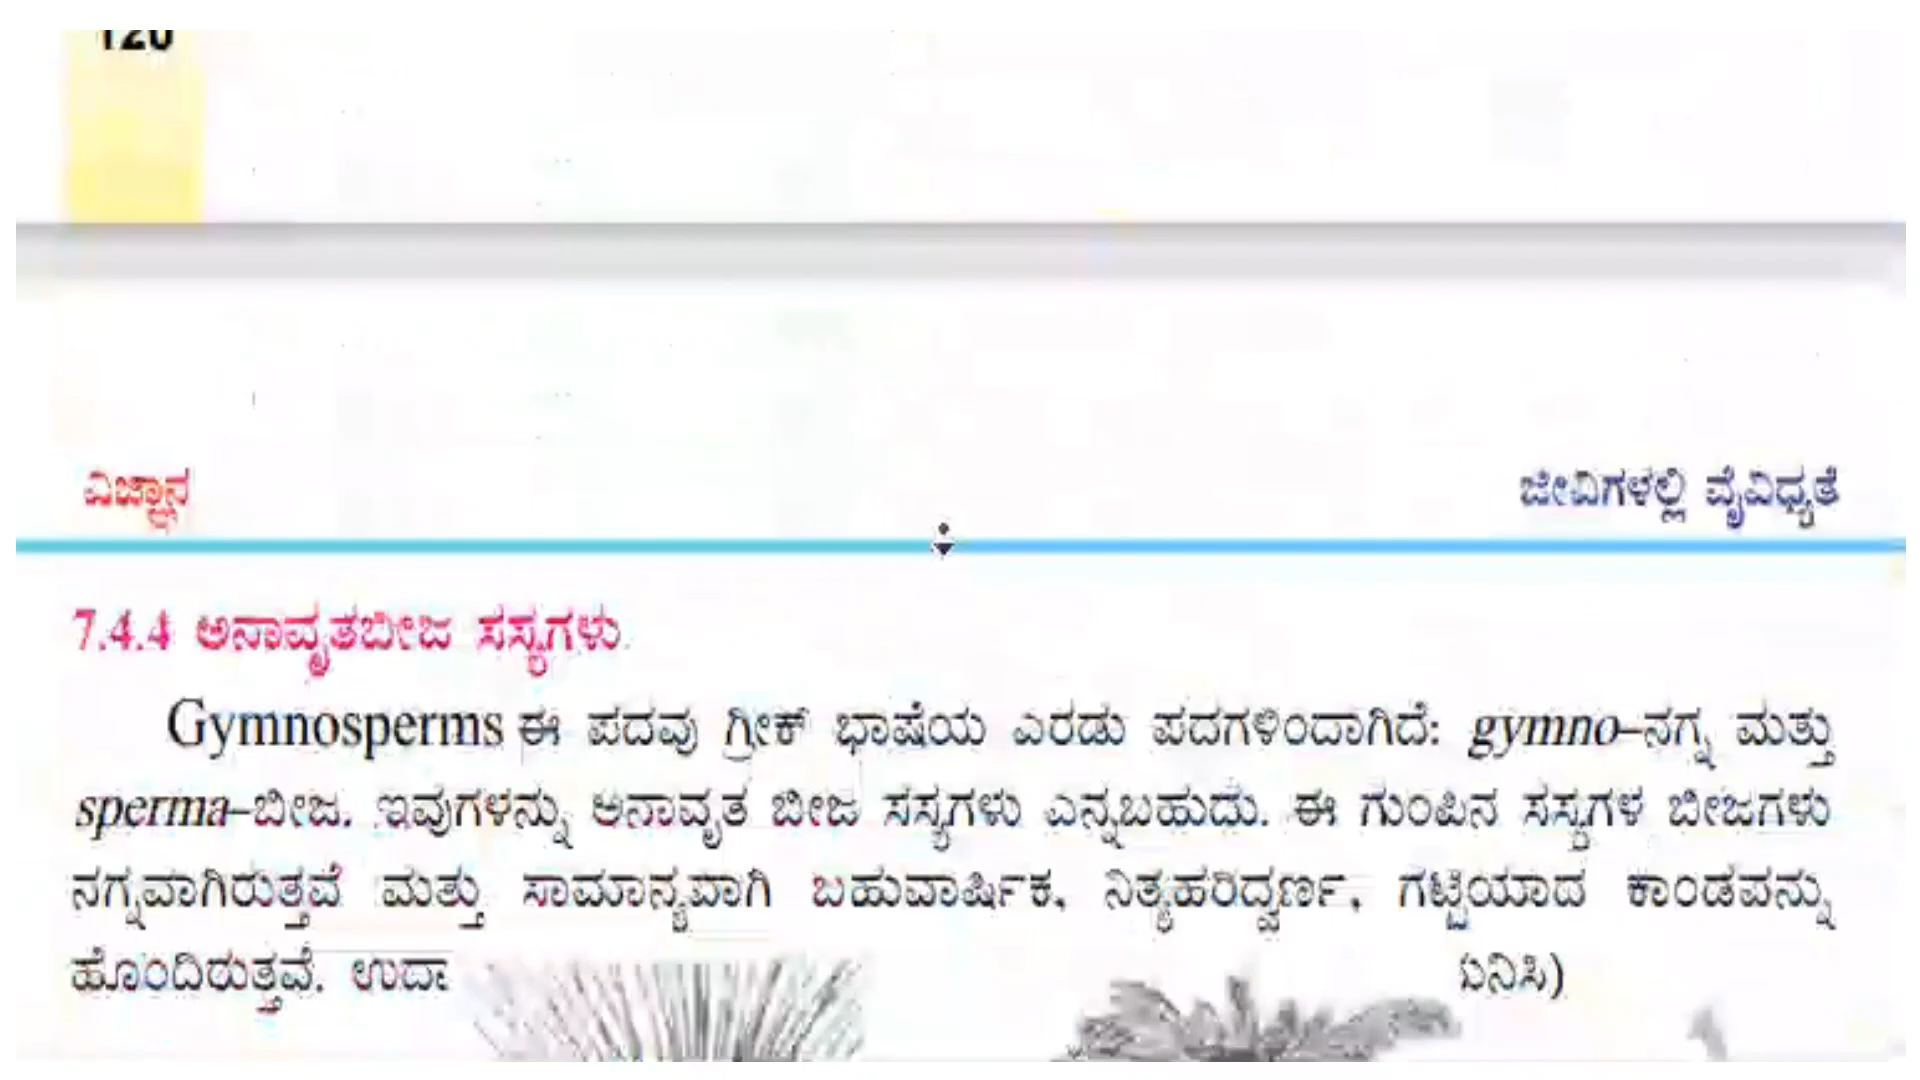 120
ವಿಜ್ಞಾನ
ಜೀವಿಗಳಲ್ಲಿ ವೈವಿಧ್ಯತೆ
7.4.4 ಅನಾವೃತಬೀಜ ಸಸ್ಯಗಳು
Gymnosperms ಈ ಪದವು ಗ್ರೀಕ್ ಭಾಷೆಯ ಎರಡು ಪದಗಳಿಂದಾಗಿದೆ: gymno–ನಗ್ನ ಮತ್ತು
sperma–ಬೀಜ. ಇವುಗಳನ್ನು ಅನಾವೃತ ಬೀಜ ಸಸ್ಯಗಳು ಎನ್ನಬಹುದು. ಈ ಗುಂಪಿನ ಸಸ್ಯಗಳ ಬೀಜಗಳು
ನಗ್ನವಾಗಿರುತ್ತವೆ ಮತ್ತು ಸಾಮಾನ್ಯವಾಗಿ ಬಹುವಾರ್ಷಿಕ, ನಿತ್ಯಹರಿದ್ವರ್ಣ, ಗಟ್ಟಿಯಾದ ಕಾಂಡವನ್ನು
ಹೊಂದಿರುತ್ತವೆ. ಉದಾ